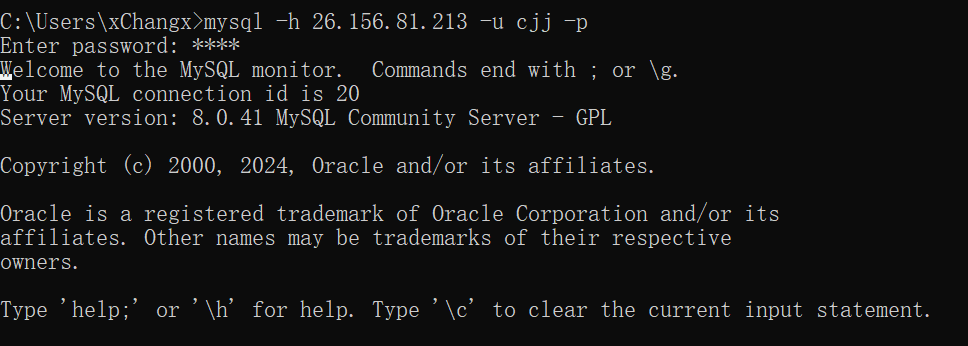 C:\Users\xChangx>mysql -h 26.156.81.213 -u cjj -p
Enter password: ****
Welcome to the MySQL monitor.  Commands end with ; or \g.
Your MySQL connection id is 20
Server version: 8.0.41 MySQL Community Server - GPL
Copyright (c) 2000, 2024, Oracle and/or its affiliates.
Oracle is a registered trademark of Oracle Corporation and/or its
affiliates. Other names may be trademarks of their respective
owners.
Type 'help;' or '\h' for help. Type '\c' to clear the current input statement.